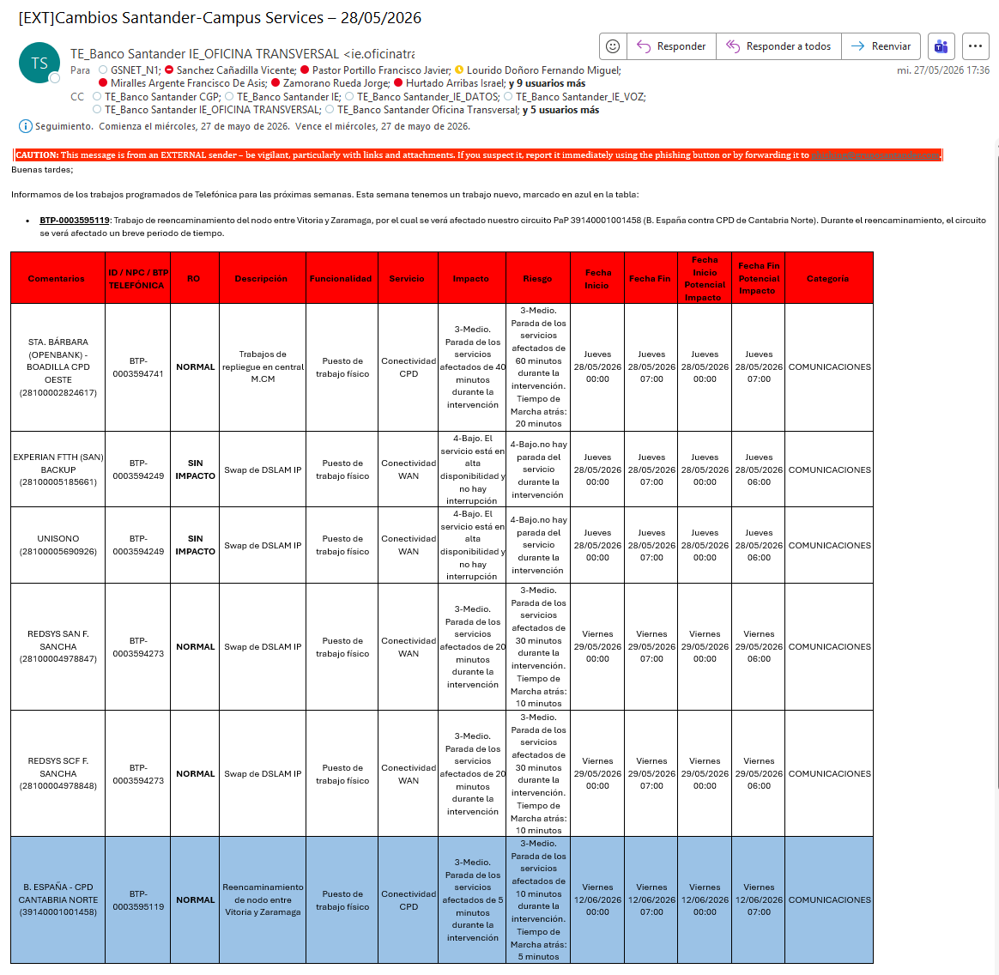 [EXT]Cambios Santander-Campus Services – 28/05/2026
TS
TE_Banco Santander IE_OFICINA TRANSVERSAL <ie.oficinatra
Responder
Responder a todos
Reenviar
Para GSNET_N1; Sanchez Cañadilla Vicente; Pastor Portillo Francisco Javier; Lourido Doñoro Fernando Miguel;
mi. 27/05/2026 17:36
Miralles Argente Francisco De Asis; Zamorano Rueda Jorge; Hurtado Arribas Israel; y 9 usuarios más
CC TE_Banco Santander CGP; TE_Banco Santander IE; TE_Banco Santander_IE_DATOS; TE_Banco Santander_IE_VOZ;
TE_Banco Santander IE_OFICINA TRANSVERSAL; TE_Banco Santander Oficina Transversal; y 5 usuarios más
Seguimiento. Comienza el miércoles, 27 de mayo de 2026. Vence el miércoles, 27 de mayo de 2026.
CAUTION: This message is from an EXTERNAL sender – be vigilant, particularly with links and attachments. If you suspect it, report it immediately using the phishing button or by forwarding it to
Buenas tardes;
Informamos de los trabajos programados de Telefónica para las próximas semanas. Esta semana tenemos un trabajo nuevo, marcado en azul en la tabla:
• BTP-0003595119: Trabajo de reencaminamiento del nodo entre Vitoria y Zaramaga, por el cual se verá afectado nuestro circuito PaP 39140001001458 (B. España contra CPD de Cantabria Norte). Durante el reencaminamiento, el circuito
se verá afectado un breve periodo de tiempo.
Comentarios
ID / NPC / BTP
TELEFÓNICA
RO
Descripción
Funcionalidad
Servicio
Impacto
Riesgo
Fecha
Inicio
Fecha Fin
Fecha
Inicio
Potencial
Impacto
Fecha Fin
Potencial
Impacto
Categoría
STA. BÁRBARA
(OPENBANK) -
BOADILLA CPD
OESTE
(28100002824617)
BTP-
0003594741
NORMAL
Trabajos de
repliegue en central
M.CM
Puesto de
trabajo físico
Conectividad
CPD
3-Medio.
Parada de los
servicios
afectados de 40
minutos
durante la
intervención
3-Medio.
Parada de los
servicios
afectados de
60 minutos
durante la
intervención.
Tiempo de
Marcha atrás:
20 minutos
Jueves
28/05/2026
00:00
Jueves
28/05/2026
07:00
Jueves
28/05/2026
00:00
Jueves
28/05/2026
07:00
COMUNICACIONES
EXPERIAN FTTH (SAN)
BACKUP
(28100005185661)
BTP-
0003594249
SIN
IMPACTO
Swap de DSLAM IP
Puesto de
trabajo físico
Conectividad
WAN
4-Bajo. El
servicio está en
alta
disponibilidad y
no hay
interrupción
4-Bajo.no hay
parada del
servicio
durante la
intervención
Jueves
28/05/2026
00:00
Jueves
28/05/2026
07:00
Jueves
28/05/2026
00:00
Jueves
28/05/2026
06:00
COMUNICACIONES
UNISONO
(28100005690926)
BTP-
0003594249
SIN
IMPACTO
Swap de DSLAM IP
Puesto de
trabajo físico
Conectividad
WAN
4-Bajo. El
servicio está en
alta
disponibilidad y
no hay
interrupción
4-Bajo.no hay
parada del
servicio
durante la
intervención
Jueves
28/05/2026
00:00
Jueves
28/05/2026
07:00
Jueves
28/05/2026
00:00
Jueves
28/05/2026
06:00
COMUNICACIONES
REDSYS SAN F.
SANCHA
(28100004978847)
BTP-
0003594273
NORMAL
Swap de DSLAM IP
Puesto de
trabajo físico
Conectividad
WAN
3-Medio.
Parada de los
servicios
afectados de 20
minutos
durante la
intervención
3-Medio.
Parada de los
servicios
afectados de
30 minutos
durante la
intervención.
Tiempo de
Marcha atrás:
10 minutos
Viernes
29/05/2026
00:00
Viernes
29/05/2026
07:00
Viernes
29/05/2026
00:00
Viernes
29/05/2026
06:00
COMUNICACIONES
REDSYS SCF F.
SANCHA
(28100004978848)
BTP-
0003594273
NORMAL
Swap de DSLAM IP
Puesto de
trabajo físico
Conectividad
WAN
3-Medio.
Parada de los
servicios
afectados de 20
minutos
durante la
intervención
3-Medio.
Parada de los
servicios
afectados de
30 minutos
durante la
intervención.
Tiempo de
Marcha atrás:
10 minutos
Viernes
29/05/2026
00:00
Viernes
29/05/2026
07:00
Viernes
29/05/2026
00:00
Viernes
29/05/2026
06:00
COMUNICACIONES
B. ESPAÑA - CPD
CANTABRIA NORTE
(39140001001458)
BTP-
0003595119
NORMAL
Reencaminamiento
de nodo entre
Vitoria y Zaramaga
Puesto de
trabajo físico
Conectividad
CPD
3-Medio.
Parada de los
servicios
afectados de 5
minutos
durante la
intervención
3-Medio.
Parada de los
servicios
afectados de
10 minutos
durante la
intervención.
Tiempo de
Marcha atrás:
5 minutos
Viernes
12/06/2026
00:00
Viernes
12/06/2026
07:00
Viernes
12/06/2026
00:00
Viernes
12/06/2026
07:00
COMUNICACIONES